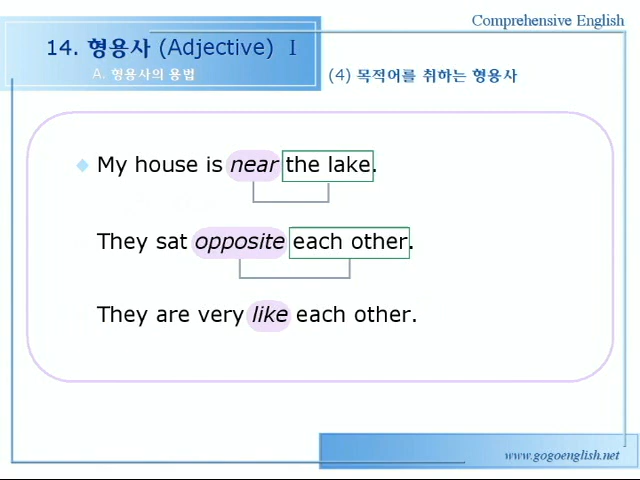 Comprehensive English
14. 형용사 (Adjective) Ⅰ
A. 형용사의 용법
(4) 목적어를 취하는 형용사
My house is near the lake.
They sat opposite each other.
They are very like each other.
www.gogoenglish.net